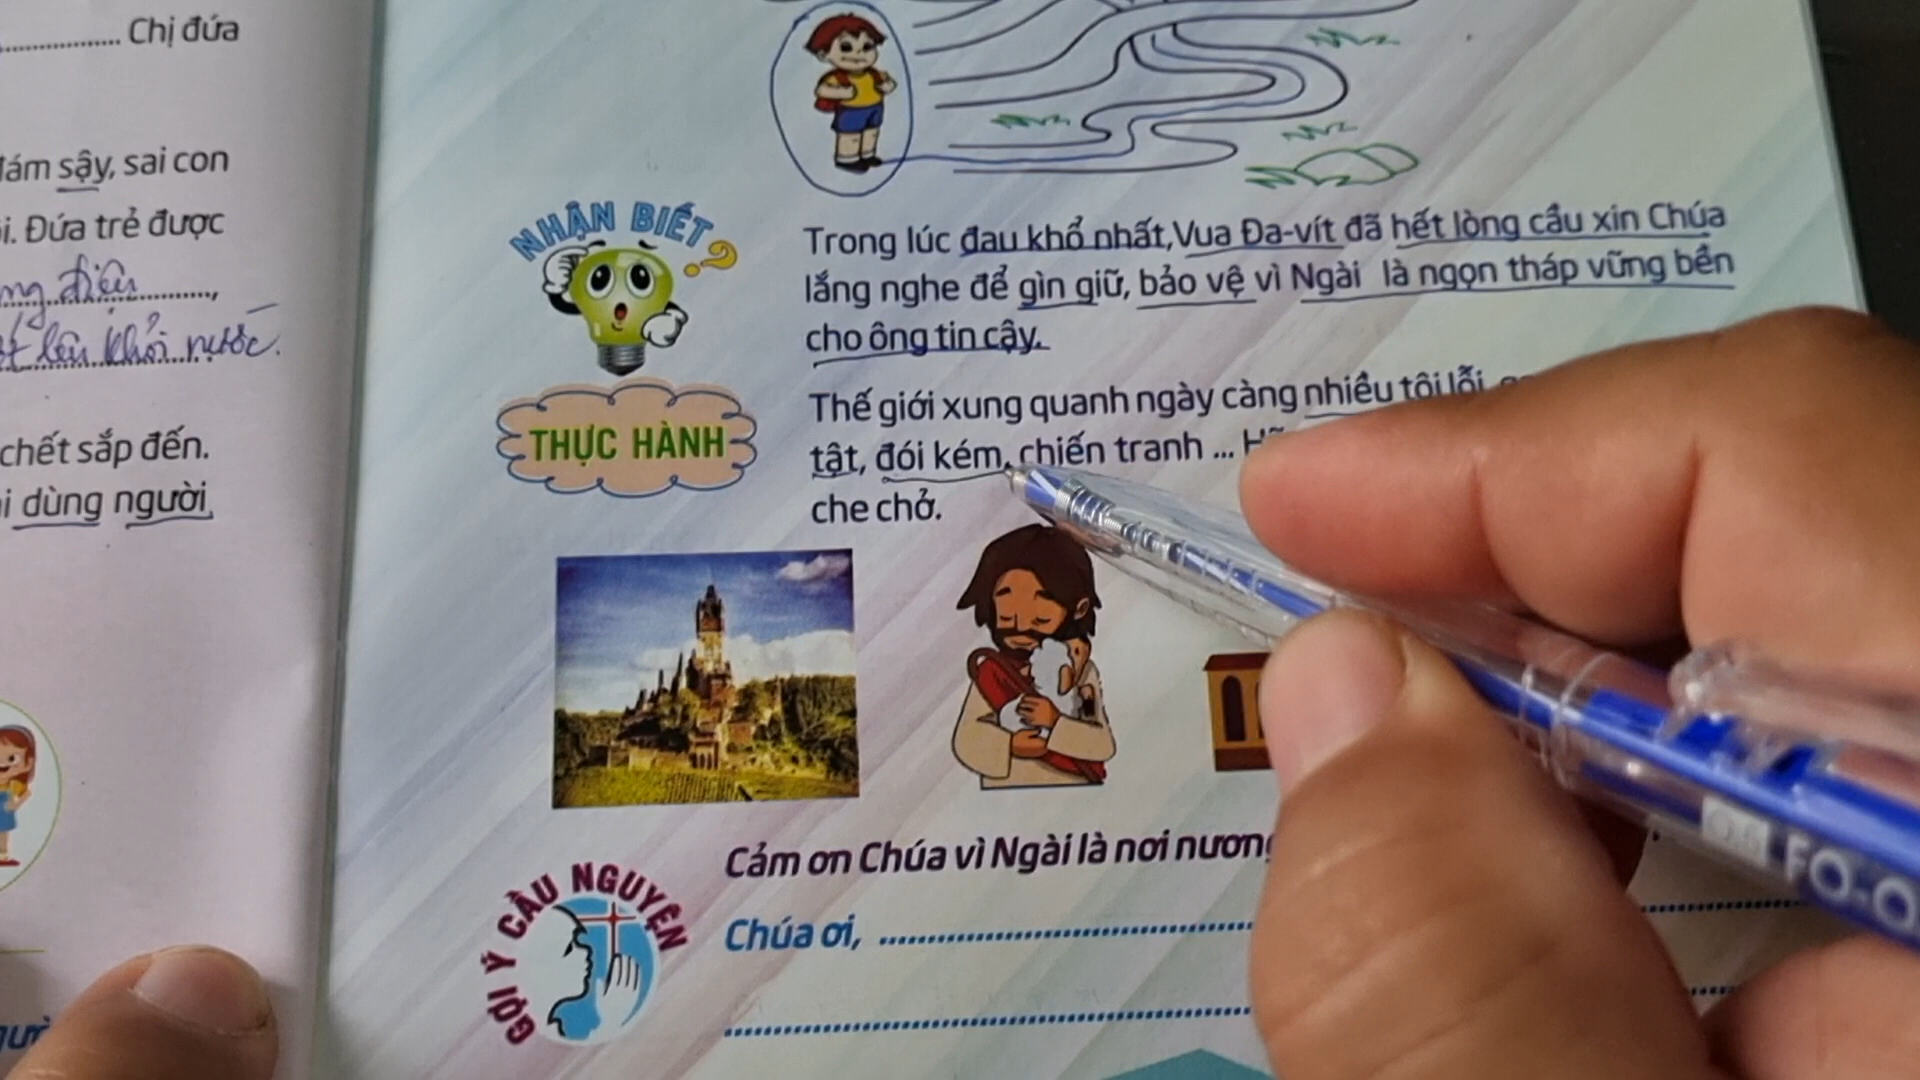 Chị đứa
đám sậy, sai con
Đứa trẻ được
điệu
lên khỏi nước.
chết sắp đến.
dùng người
NHẬN BIẾT?
Trong lúc đau khổ nhất,Vua Đa-vít đã hết lòng cầu xin Chúa
lắng nghe để gìn giữ, bảo vệ vì Ngài là ngọn tháp vững bền
cho ông tin cậy.
THỰC HÀNH
Thế giới xung quanh ngày càng nhiều tội lỗi,
tật, đói kém, chiến tranh ...
che chở.
GỢI Ý CẦU NGUYỆN
Cảm ơn Chúa vì Ngài là nơi nương
Chúa ơi,